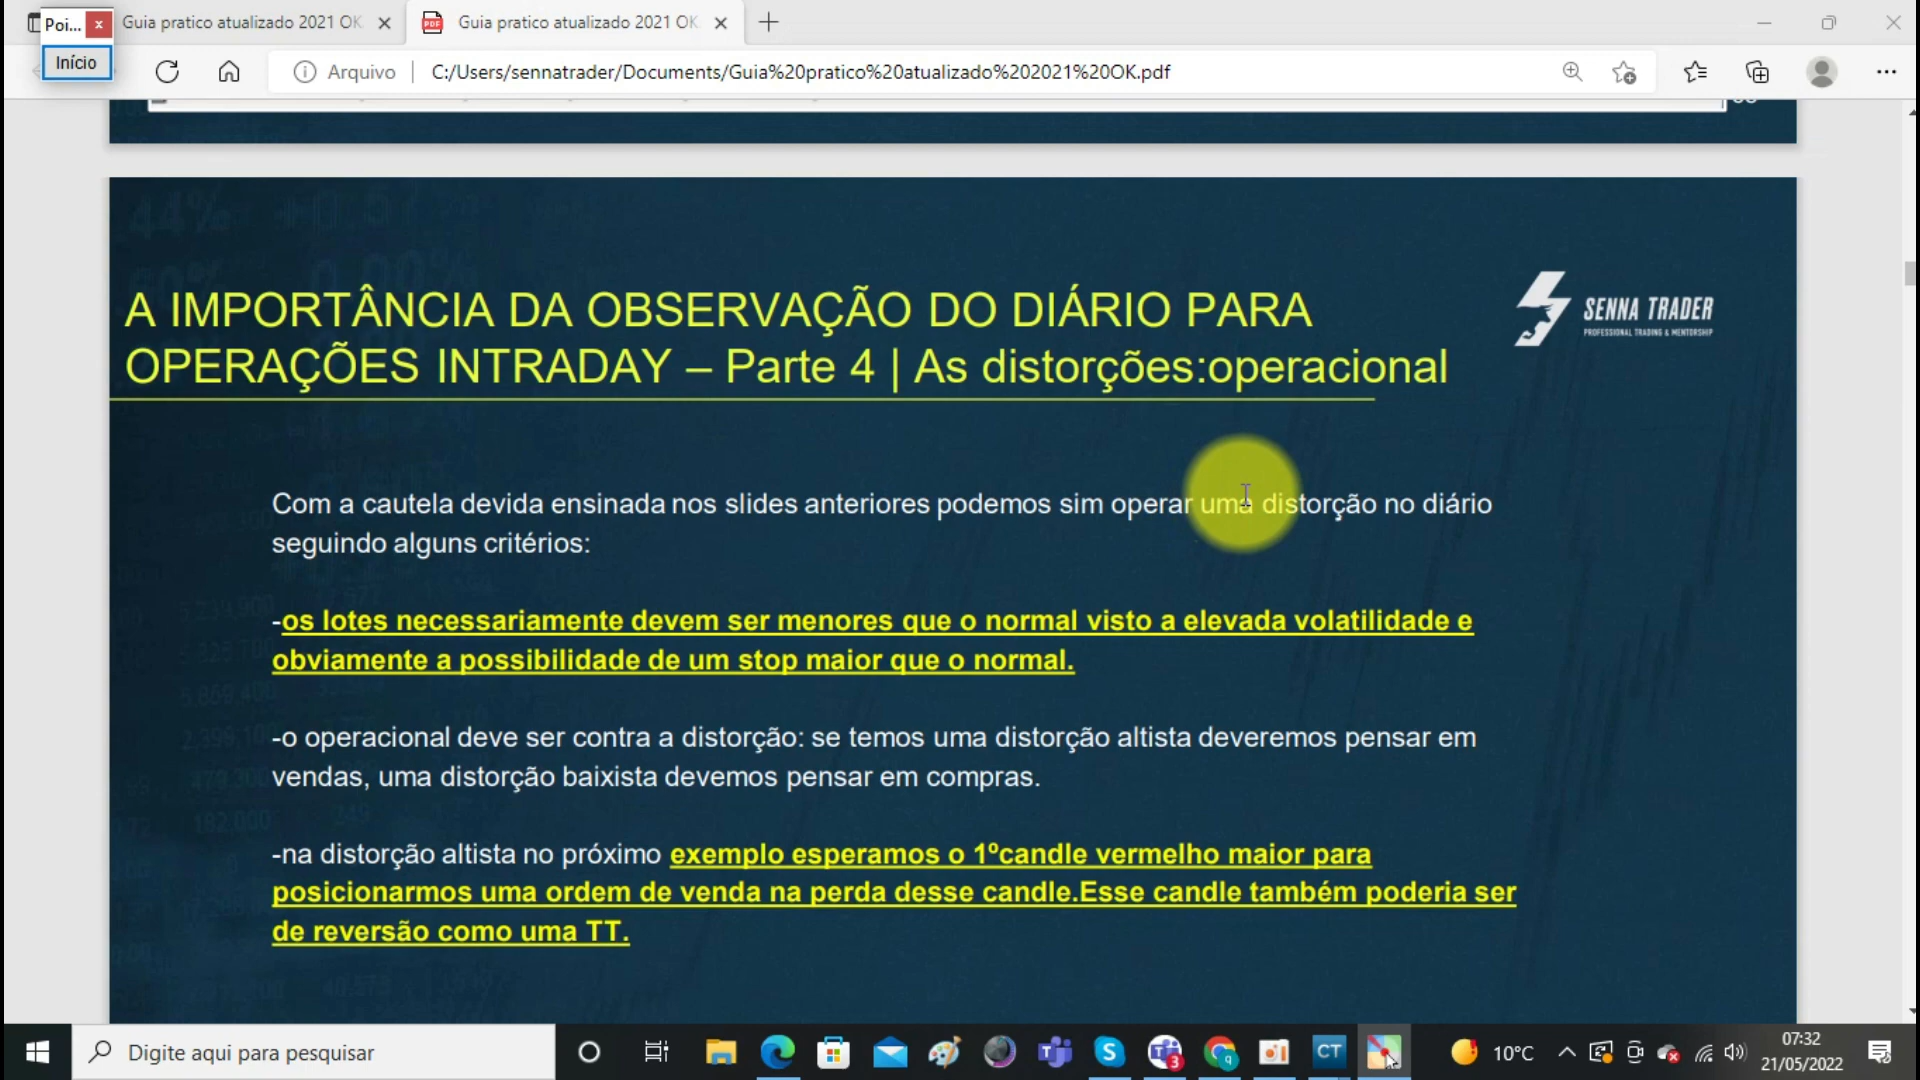 Poi... x
Guia pratico atualizado 2021 OK
Guia pratico atualizado 2021 OK
Início
Arquivo
C:/Users/sennatrader/Documents/Guia%20pratico%20atualizado%202021%20OK.pdf
A IMPORTÂNCIA DA OBSERVAÇÃO DO DIÁRIO PARA
OPERAÇÕES INTRADAY – Parte 4 | As distorções:operacional
SENNA TRADER
PROFESSIONAL TRADING & MENTORSHIP
Com a cautela devida ensinada nos slides anteriores podemos sim operar uma distorção no diário
seguindo alguns critérios:
-os lotes necessariamente devem ser menores que o normal visto a elevada volatilidade e
obviamente a possibilidade de um stop maior que o normal.
-o operacional deve ser contra a distorção: se temos uma distorção altista deveremos pensar em
vendas, uma distorção baixista devemos pensar em compras.
-na distorção altista no próximo exemplo esperamos o 1ºcandle vermelho maior para
posicionarmos uma ordem de venda na perda desse candle.Esse candle também poderia ser
de reversão como uma TT.
Digite aqui para pesquisar
CT
10°C
07:32
21/05/2022